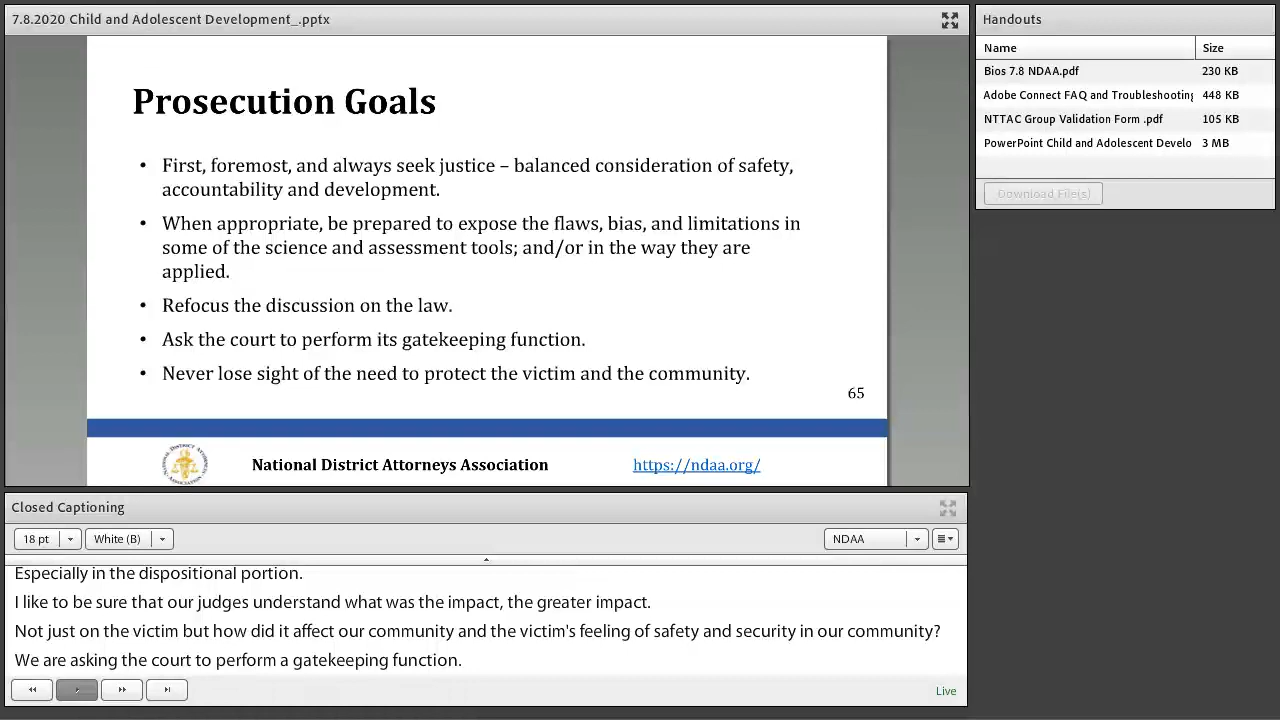 7.8.2020 Child and Adolescent Development_.pptx
Prosecution Goals
• First, foremost, and always seek justice – balanced consideration of safety,
accountability and development.
• When appropriate, be prepared to expose the flaws, bias, and limitations in
some of the science and assessment tools; and/or in the way they are
applied.
• Refocus the discussion on the law.
• Ask the court to perform its gatekeeping function.
• Never lose sight of the need to protect the victim and the community.
65
NATIONAL DISTRICT ATTORNEYS ASSOCIATION
National District Attorneys Association https://ndaa.org/
Handouts
Name Size
Bios 7.8 NDAA.pdf 230 KB
Adobe Connect FAQ and Troubleshooting 448 KB
NTTAC Group Validation Form .pdf 105 KB
PowerPoint Child and Adolescent Develo 3 MB
Download File(s)
Closed Captioning
18 pt White (B) NDAA
Especially in the dispositional portion.
I like to be sure that our judges understand what was the impact, the greater impact.
Not just on the victim but how did it affect our community and the victim's feeling of safety and security in our community?
We are asking the court to perform a gatekeeping function.
Live